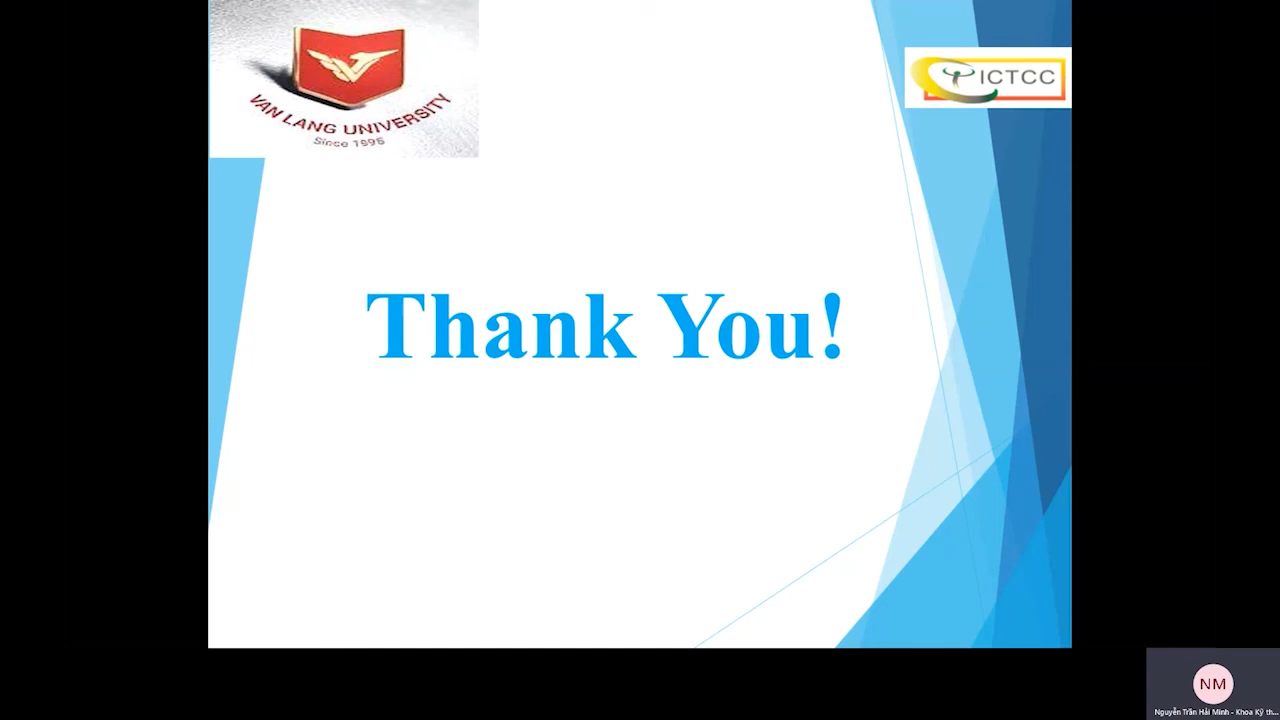 VAN LANG UNIVERSITY
Since 1995
ICTCC
Thank You!
NM
Nguyễn Trần Hải Minh - Khoa Kỹ th...